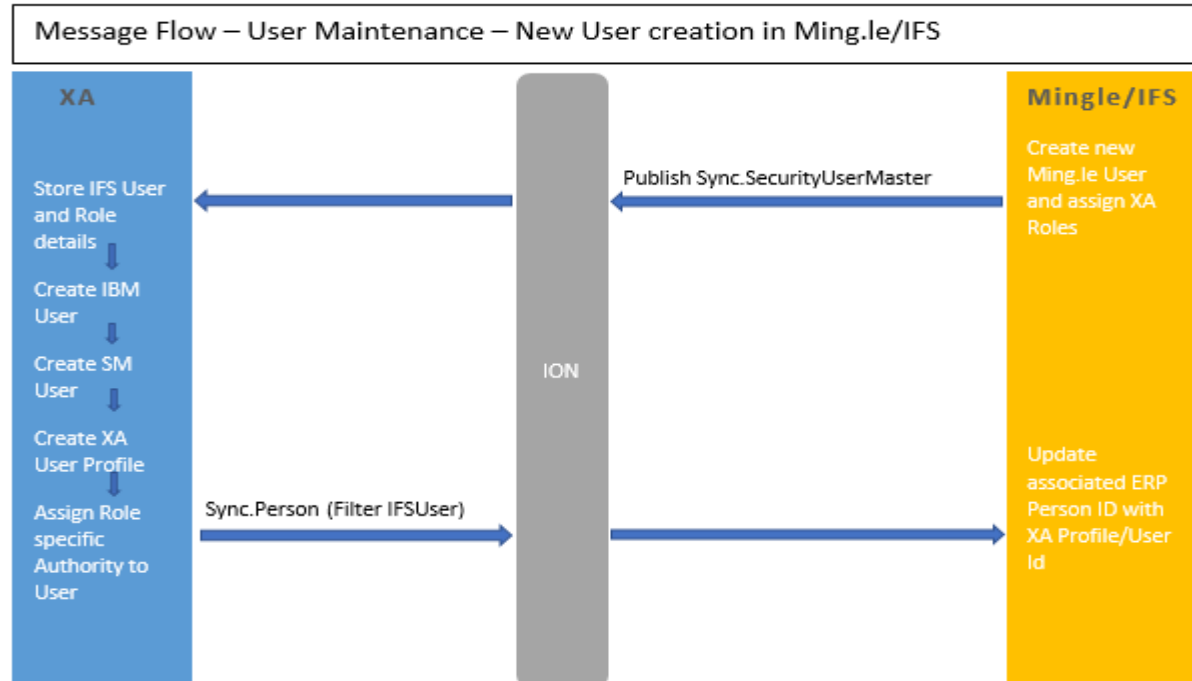 Message Flow – User Maintenance – New User creation in Ming.le/IFS
XA
Store IFS User
and Role
details
Create IBM
User
Create SM
User
Create XA
User Profile
Assign Role
specific
Authority to
User
Sync.Person (Filter IFSUser)
ION
Publish Sync.SecurityUserMaster
Mingle/IFS
Create new
Ming.le User
and assign XA
Roles
Update
associated ERP
Person ID with
XA Profile/User
Id